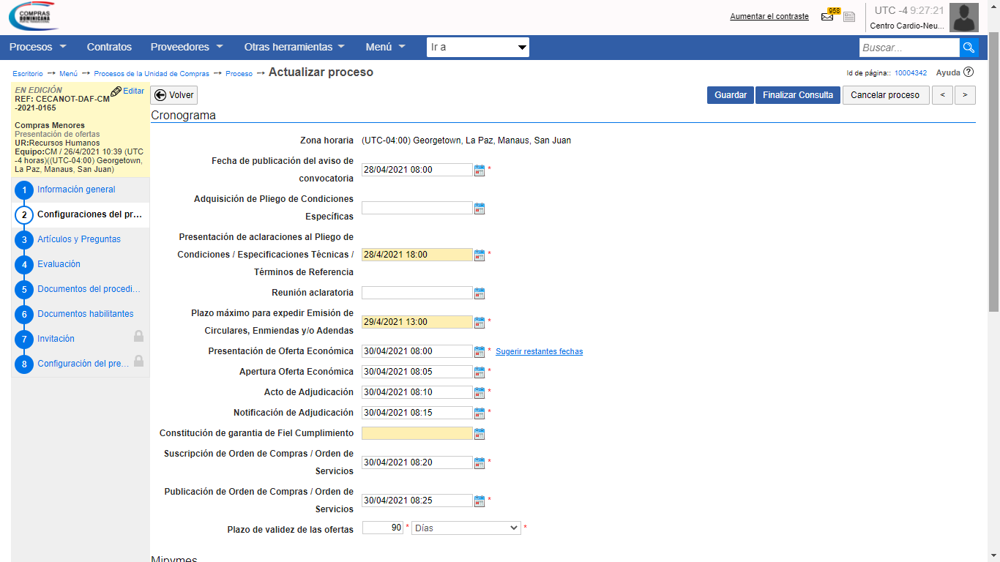 COMPRAS
DOMINICANA
Aumentar el contraste
958
UTC -4 9:27:21
Centro Cardio-Neu...
Procesos
Contratos
Proveedores
Otras herramientas
Menú
Ir a
Buscar...
Escritorio → Menú → Procesos de la Unidad de Compras → Proceso → Actualizar proceso
Id de página:: 10004342 Ayuda ?
EN EDICIÓN
Editar
REF: CECANOT-DAF-CM
-2021-0165
Compras Menores
Presentación de ofertas
UR:Recursos Humanos
Equipo:CM / 26/4/2021 10:39 (UTC
-4 horas)((UTC-04:00) Georgetown,
La Paz, Manaus, San Juan)
1 Información general
2 Configuraciones del pr...
3 Artículos y Preguntas
4 Evaluación
5 Documentos del procedi...
6 Documentos habilitantes
7 Invitación
8 Configuración del pre...
Volver
Guardar
Finalizar Consulta
Cancelar proceso
<
>
Cronograma
Zona horaria (UTC-04:00) Georgetown, La Paz, Manaus, San Juan
Fecha de publicación del aviso de
convocatoria
28/04/2021 08:00 *
Adquisición de Pliego de Condiciones
Específicas
Presentación de aclaraciones al Pliego de
Condiciones / Especificaciones Técnicas /
Términos de Referencia
28/4/2021 18:00 *
Reunión aclaratoria
Plazo máximo para expedir Emisión de
Circulares, Enmiendas y/o Adendas
29/4/2021 13:00 *
Presentación de Oferta Económica 30/04/2021 08:00 * Sugerir restantes fechas
Apertura Oferta Económica 30/04/2021 08:05 *
Acto de Adjudicación 30/04/2021 08:10 *
Notificación de Adjudicación 30/04/2021 08:15 *
Constitución de garantia de Fiel Cumplimiento
Suscripción de Orden de Compras / Orden de
Servicios
30/04/2021 08:20 *
Publicación de Orden de Compras / Orden de
Servicios
30/04/2021 08:25 *
Plazo de validez de las ofertas 90 * Días *
Mipymes